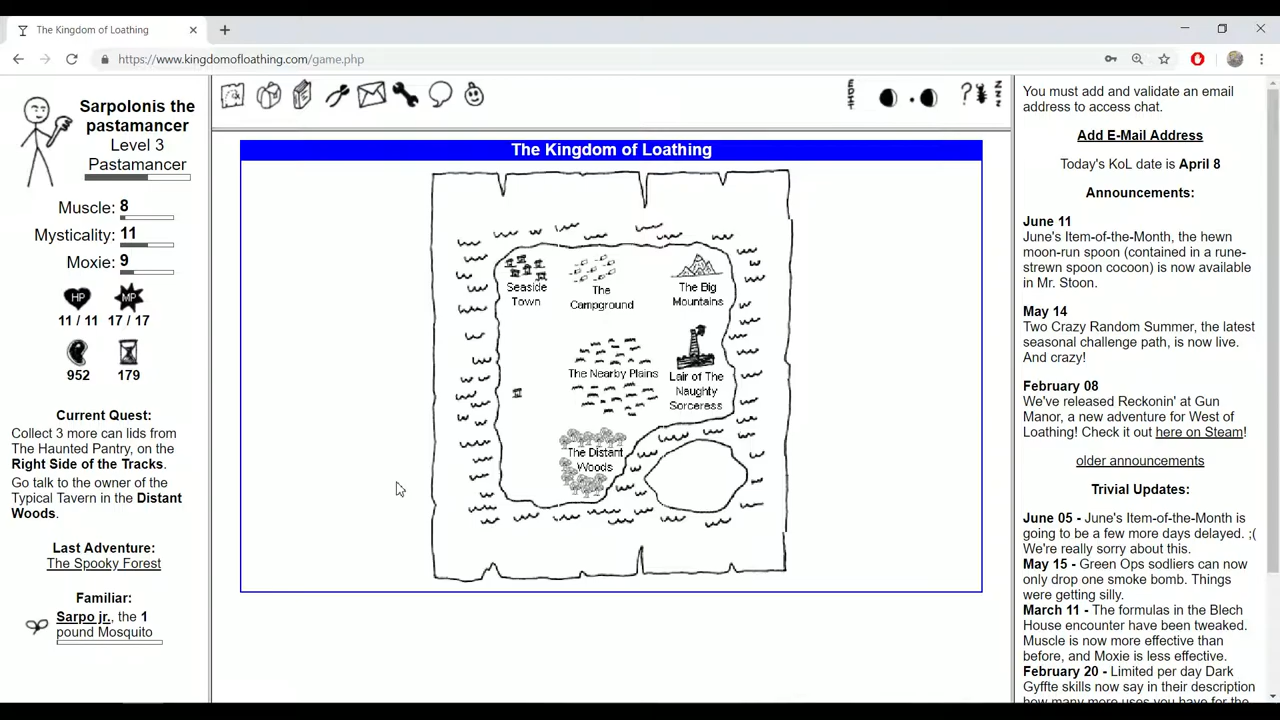 The Kingdom of Loathing
https://www.kingdomofloathing.com/game.php
Sarpolonis the
pastamancer
Level 3
Pastamancer
Muscle: 8
Mysticality: 11
Moxie: 9
HP
MP
11 / 11
17 / 17
952
179
Current Quest:
Collect 3 more can lids from
The Haunted Pantry, on the
Right Side of the Tracks.
Go talk to the owner of the
Typical Tavern in the Distant
Woods.
Last Adventure:
The Spooky Forest
Familiar:
Sarpo jr., the 1
pound Mosquito
EDIT
?
ZZZ
The Kingdom of Loathing
Seaside
Town
The
Campground
The Big
Mountains
The Nearby Plains
Lair of The
Naughty
Sorceress
The Distant
Woods
You must add and validate an email
address to access chat.
Add E-Mail Address
Today's KoL date is April 8
Announcements:
June 11
June's Item-of-the-Month, the hewn
moon-run spoon (contained in a rune-
strewn spoon cocoon) is now available
in Mr. Stoon.
May 14
Two Crazy Random Summer, the latest
seasonal challenge path, is now live.
And crazy!
February 08
We've released Reckonin' at Gun
Manor, a new adventure for West of
Loathing! Check it out here on Steam!
older announcements
Trivial Updates:
June 05 - June's Item-of-the-Month is
going to be a few more days delayed. ;(
We're really sorry about this.
May 15 - Green Ops sodliers can now
only drop one smoke bomb. Things
were getting silly.
March 11 - The formulas in the Blech
House encounter have been tweaked.
Muscle is now more effective than
before, and Moxie is less effective.
February 20 - Limited per day Dark
Gyffte skills now say in their description
how many more uses you have for the